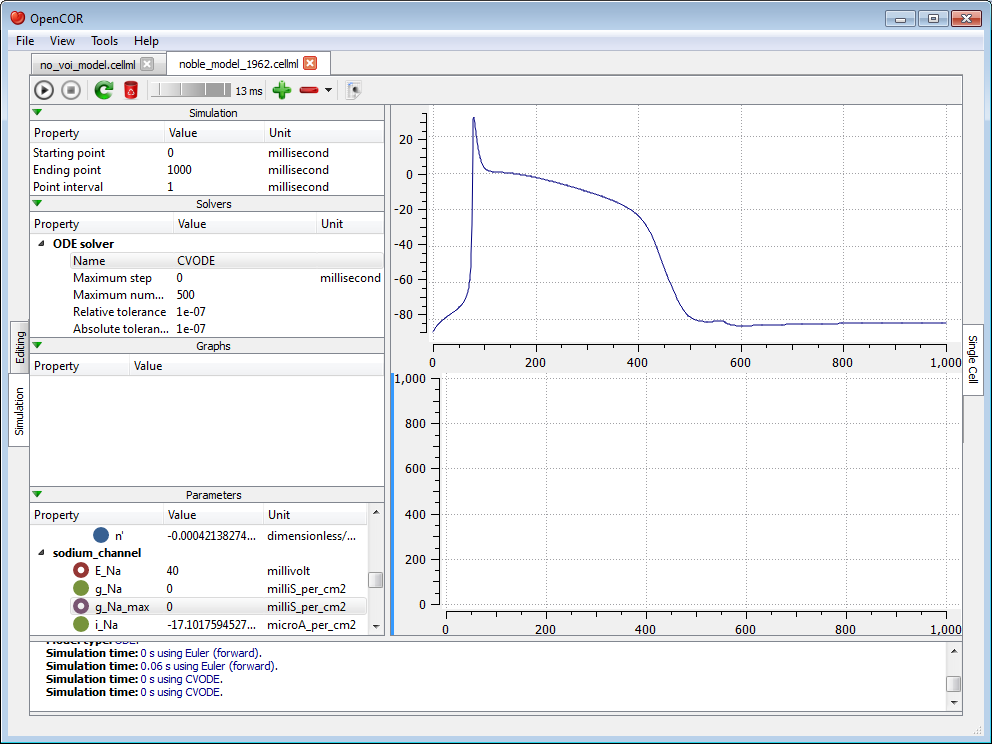 OpenCOR
File View Tools Help
no_voi_model.cellml noble_model_1962.cellml
13 ms
Simulation
Property Value Unit
Starting point 0 millisecond
Ending point 1000 millisecond
Point interval 1 millisecond
Solvers
Property Value Unit
ODE solver
Name CVODE
Maximum step 0 millisecond
Maximum num... 500
Relative tolerance 1e-07
Absolute toleran... 1e-07
Graphs
Property Value
Parameters
Property Value Unit
n' -0.00042138274... dimensionless/...
sodium_channel
E_Na 40 millivolt
g_Na 0 milliS_per_cm2
g_Na_max 0 milliS_per_cm2
i_Na -17.1017594527... microA_per_cm2
Editing
Simulation
20
0
-20
-40
-60
-80
0 200 400 600 800 1,000
1,000
800
600
400
200
0
0 200 400 600 800 1,000
Single Cell
Model type: ODE.
Simulation time: 0 s using Euler (forward).
Simulation time: 0.06 s using Euler (forward).
Simulation time: 0 s using CVODE.
Simulation time: 0 s using CVODE.